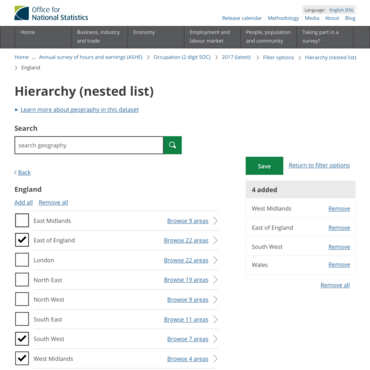 Office for
National Statistics
Language: English (EN)
Release calendar Methodology Media About Blog
Home
Business, industry
and trade
Economy
Employment and
labour market
People, population
and community
Taking part in a
survey?
Home ... Annual survey of hours and earnings (ASHE) > Occupation (2 digit SOC) > 2017 (latest) > Filter options > Hierarchy (nested list)
> England
Hierarchy (nested list)
Learn more about geography in this dataset
Search
search geography
Back
Save Return to filter options
England
Add all Remove all
4 added
East Midlands Browse 9 areas
East of England Browse 22 areas
London Browse 22 areas
North East Browse 19 areas
North West Browse 9 areas
South East Browse 11 areas
South West Browse 7 areas
West Midlands Browse 4 areas
West Midlands Remove
East of England Remove
South West Remove
Wales Remove
Remove all